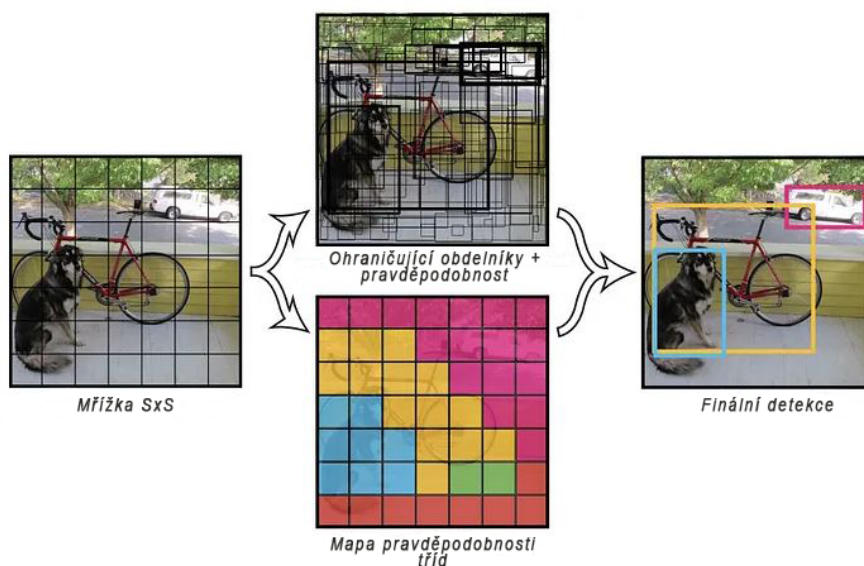 Mřížka SxS
Ohraničující obdelníky +
pravděpodobnost
Mapa pravděpodobnosti
tříd
Finální detekce